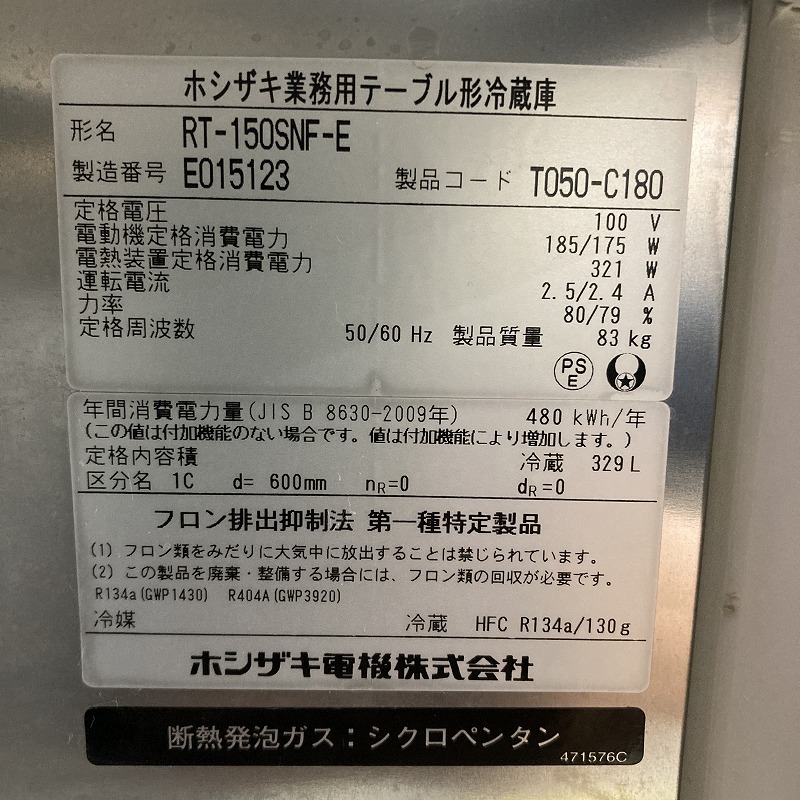 ホシザキ業務用テーブル形冷蔵庫
形名 RT-150SNF-E
製造番号 E015123 製品コード T050-C180
定格電圧 100 V
電動機定格消費電力 185/175 W
電熱装置定格消費電力 321 W
運転電流 2.5/2.4 A
力率 80/79 %
定格周波数 50/60 Hz 製品質量 83 kg
PS
E
年間消費電力量(JIS B 8630-2009年) 480 kWh/年
(この値は付加機能のない場合です。値は付加機能により増加します。)
定格内容積 冷蔵 329 L
区分名 1C d= 600mm nR=0 dR=0
フロン排出抑制法 第一種特定製品
(1) フロン類をみだりに大気中に放出することは禁じられています。
(2) この製品を廃棄・整備する場合には、フロン類の回収が必要です。
R134a(GWP1430) R404A(GWP3920)
冷媒 冷蔵 HFC R134a/130g
ホシザキ電機株式会社
断熱発泡ガス：シクロペンタン
471576C